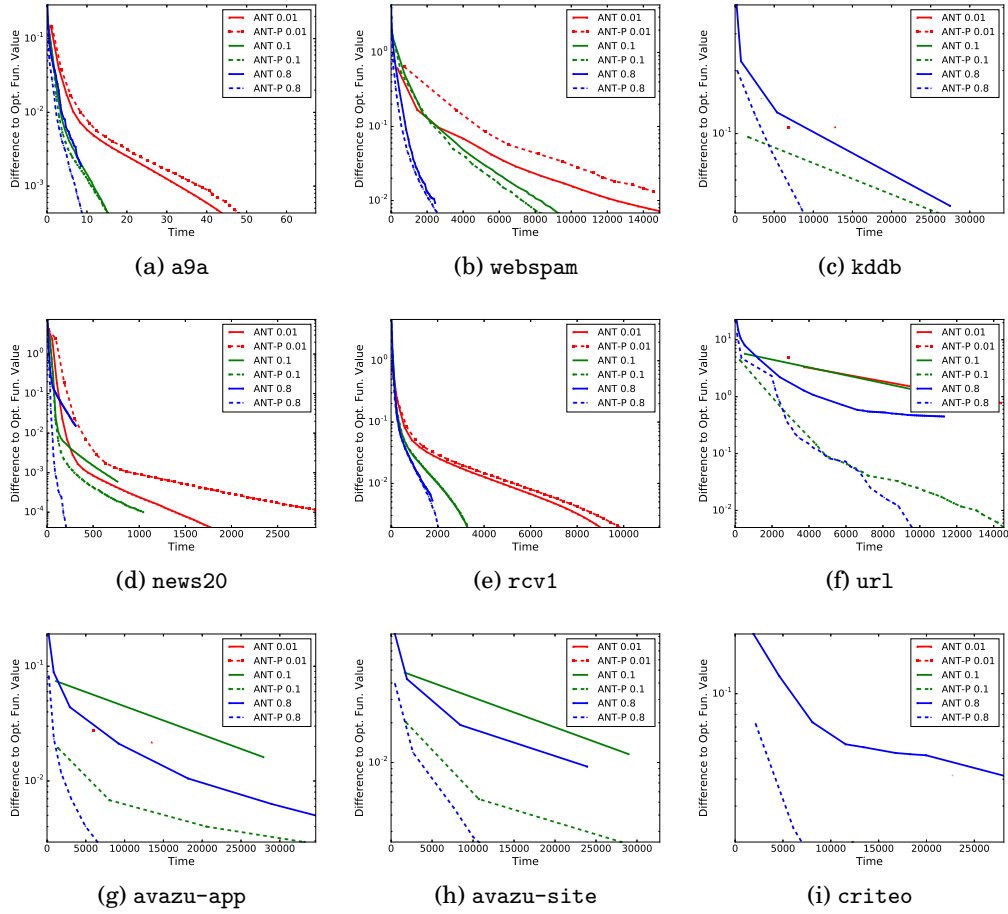 Difference to Opt. Fun. Value
10^-1
10^-2
10^-3
0 10 20 30 40 50 60
Time
ANT 0.01
ANT-P 0.01
ANT 0.1
ANT-P 0.1
ANT 0.8
ANT-P 0.8
(a) a9a
Difference to Opt. Fun. Value
10^0
10^-1
10^-2
0 2000 4000 6000 8000 10000 12000 14000
Time
ANT 0.01
ANT-P 0.01
ANT 0.1
ANT-P 0.1
ANT 0.8
ANT-P 0.8
(b) webspam
Difference to Opt. Fun. Value
10^-1
0 5000 10000 15000 20000 25000 30000
Time
ANT 0.01
ANT-P 0.01
ANT 0.1
ANT-P 0.1
ANT 0.8
ANT-P 0.8
(c) kddb
Difference to Opt. Fun. Value
10^0
10^-1
10^-2
10^-3
10^-4
0 500 1000 1500 2000 2500
Time
ANT 0.01
ANT-P 0.01
ANT 0.1
ANT-P 0.1
ANT 0.8
ANT-P 0.8
(d) news20
Difference to Opt. Fun. Value
10^0
10^-1
10^-2
0 2000 4000 6000 8000 10000
Time
ANT 0.01
ANT-P 0.01
ANT 0.1
ANT-P 0.1
ANT 0.8
ANT-P 0.8
(e) rcv1
Difference to Opt. Fun. Value
10^1
10^0
10^-1
10^-2
0 2000 4000 6000 8000 10000 12000 14000
Time
ANT 0.01
ANT-P 0.01
ANT 0.1
ANT-P 0.1
ANT 0.8
ANT-P 0.8
(f) url
Difference to Opt. Fun. Value
10^-1
10^-2
0 5000 10000 15000 20000 25000 30000
Time
ANT 0.01
ANT-P 0.01
ANT 0.1
ANT-P 0.1
ANT 0.8
ANT-P 0.8
(g) avazu-app
Difference to Opt. Fun. Value
10^-2
0 5000 10000 15000 20000 25000 30000
Time
ANT 0.01
ANT-P 0.01
ANT 0.1
ANT-P 0.1
ANT 0.8
ANT-P 0.8
(h) avazu-site
Difference to Opt. Fun. Value
10^-1
0 5000 10000 15000 20000 25000
Time
ANT 0.01
ANT-P 0.01
ANT 0.1
ANT-P 0.1
ANT 0.8
ANT-P 0.8
(i) criteo